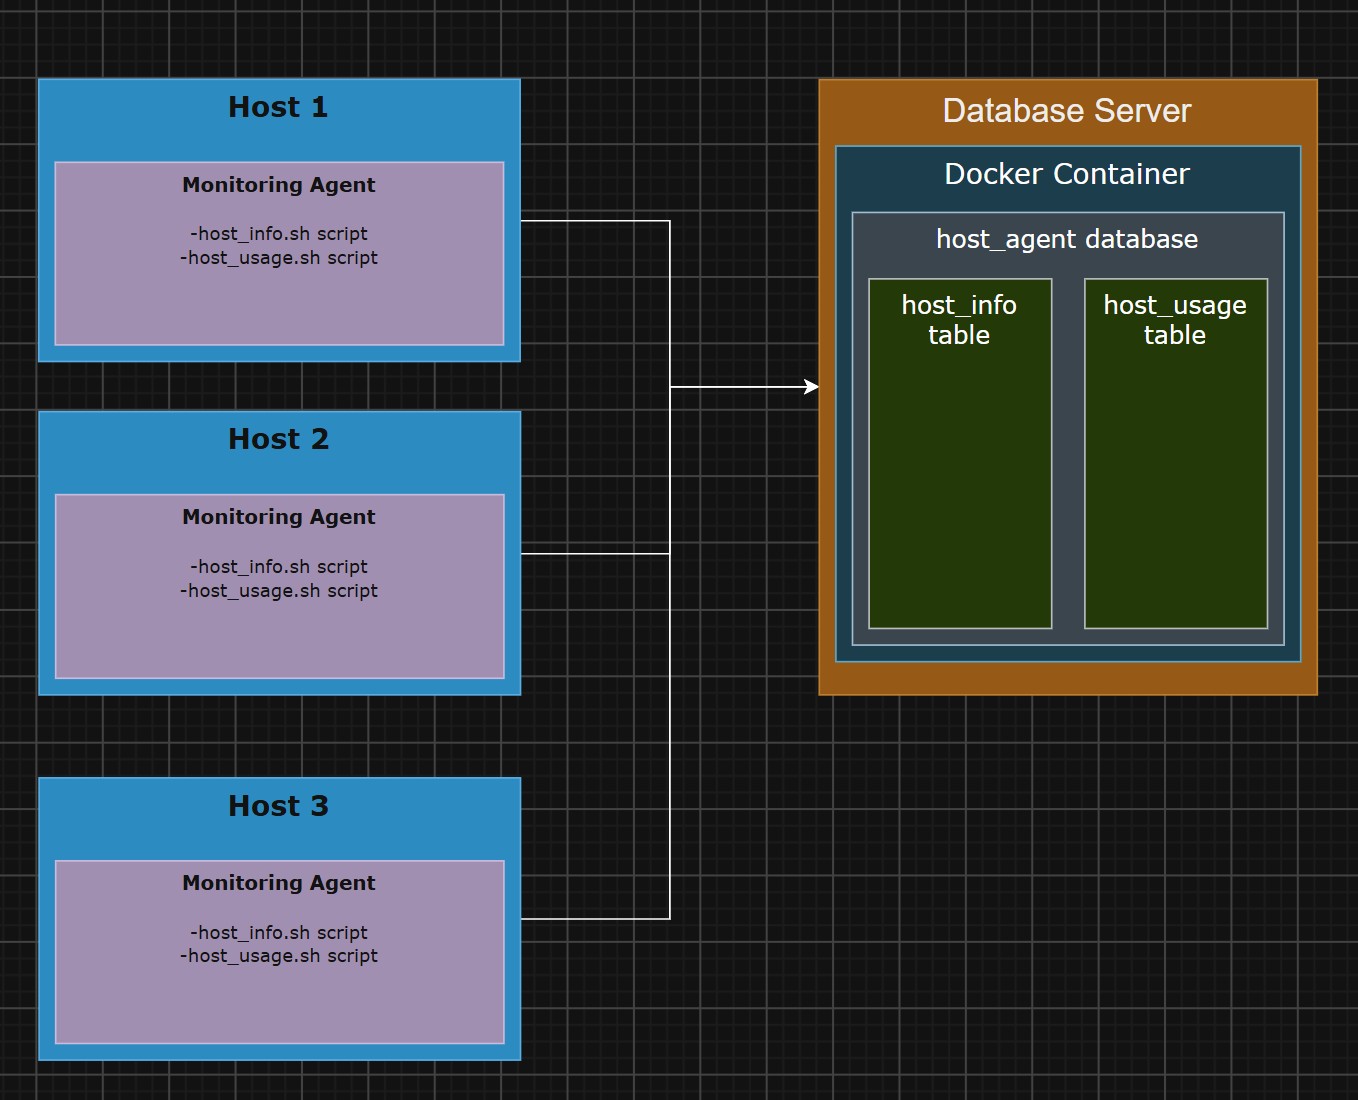 Host 1
Monitoring Agent
-host_info.sh script
-host_usage.sh script
Host 2
Monitoring Agent
-host_info.sh script
-host_usage.sh script
Host 3
Monitoring Agent
-host_info.sh script
-host_usage.sh script
Database Server
Docker Container
host_agent database
host_info
table
host_usage
table